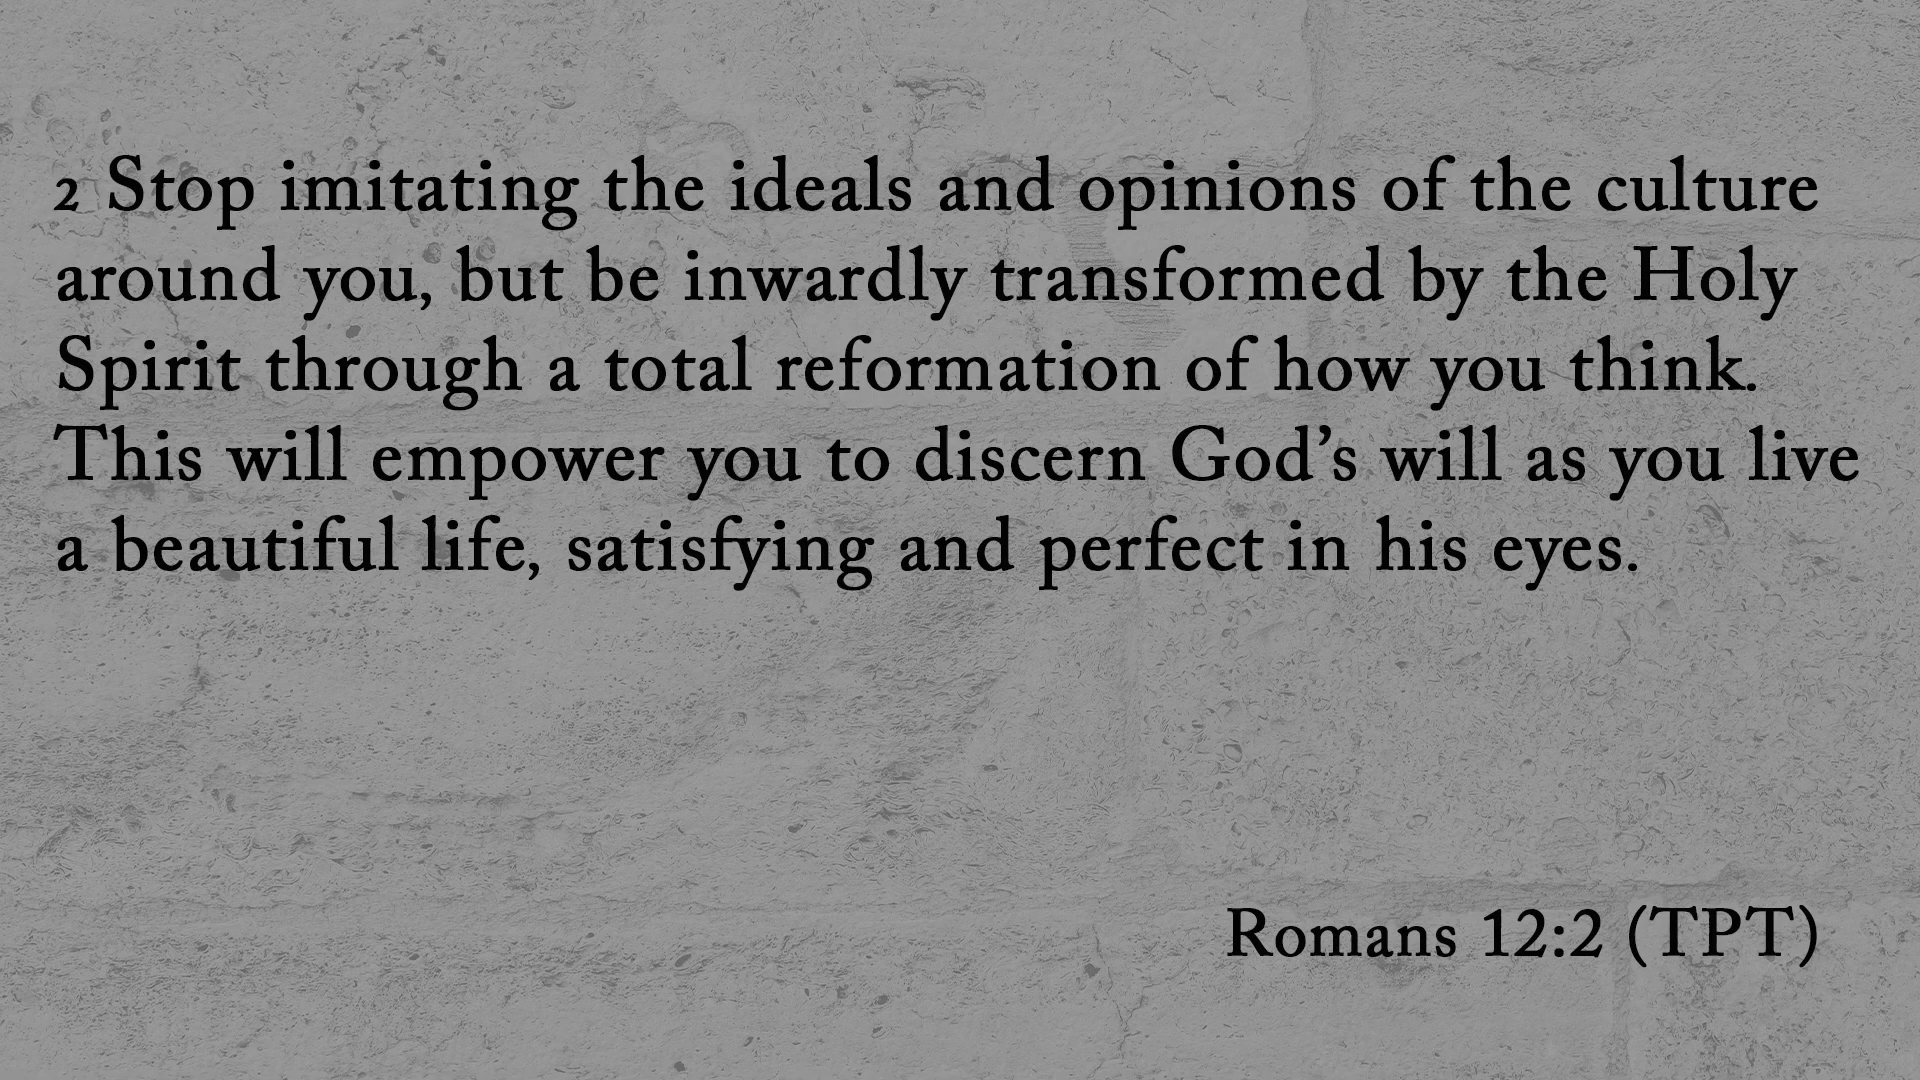 2 Stop imitating the ideals and opinions of the culture
around you, but be inwardly transformed by the Holy
Spirit through a total reformation of how you think.
This will empower you to discern God’s will as you live
a beautiful life, satisfying and perfect in his eyes.
Romans 12:2 (TPT)